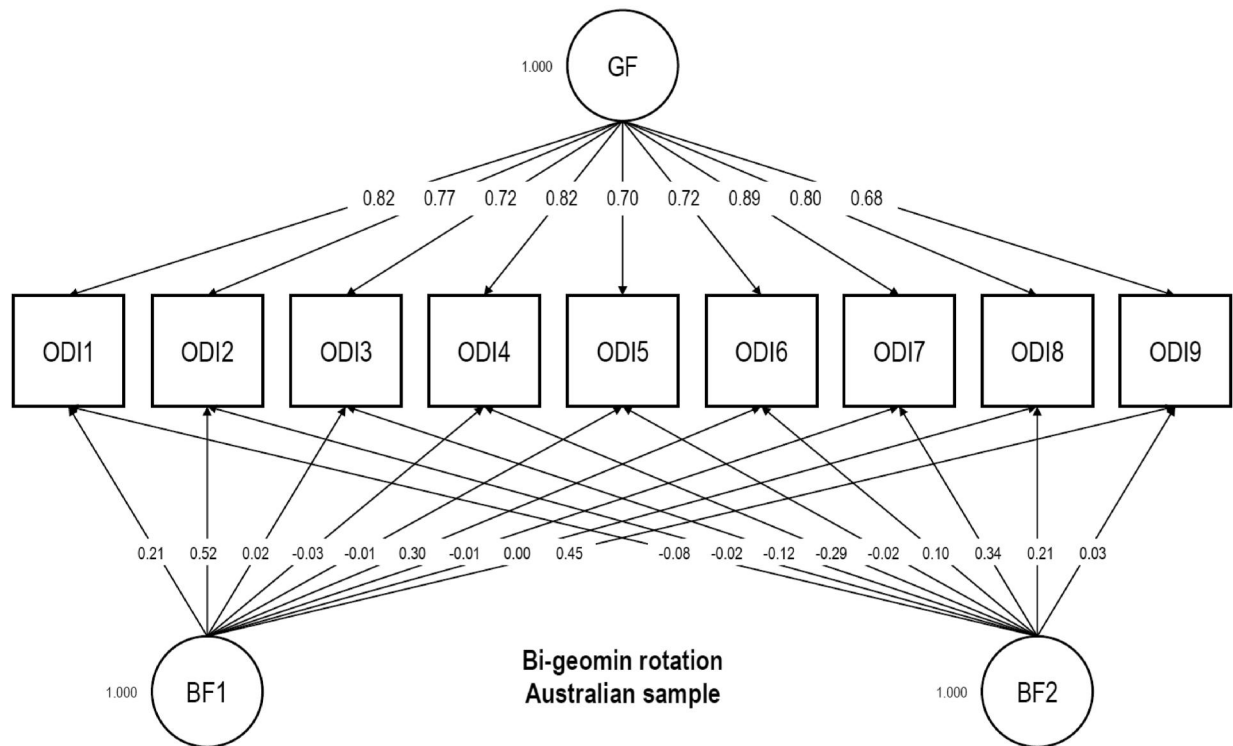 1.000 GF
0.82 0.77 0.72 0.82 0.70 0.72 0.89 0.80 0.68
ODI1 ODI2 ODI3 ODI4 ODI5 ODI6 ODI7 ODI8 ODI9
0.21 0.52 0.02 -0.03 -0.01 0.30 -0.01 0.00 0.45 -0.08 -0.02 -0.12 -0.29 -0.02 0.10 0.34 0.21 0.03
1.000 BF1
Bi-geomin rotation
Australian sample
1.000 BF2